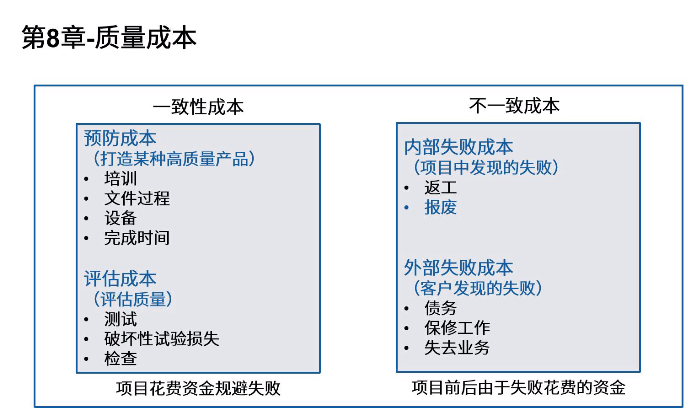 第8章-质量成本
一致性成本
预防成本
（打造某种高质量产品）
• 培训
• 文件过程
• 设备
• 完成时间
评估成本
（评估质量）
• 测试
• 破坏性试验损失
• 检查
项目花费资金规避失败
不一致成本
内部失败成本
（项目中发现的失败）
• 返工
• 报废
外部失败成本
（客户发现的失败）
• 债务
• 保修工作
• 失去业务
项目前后由于失败花费的资金